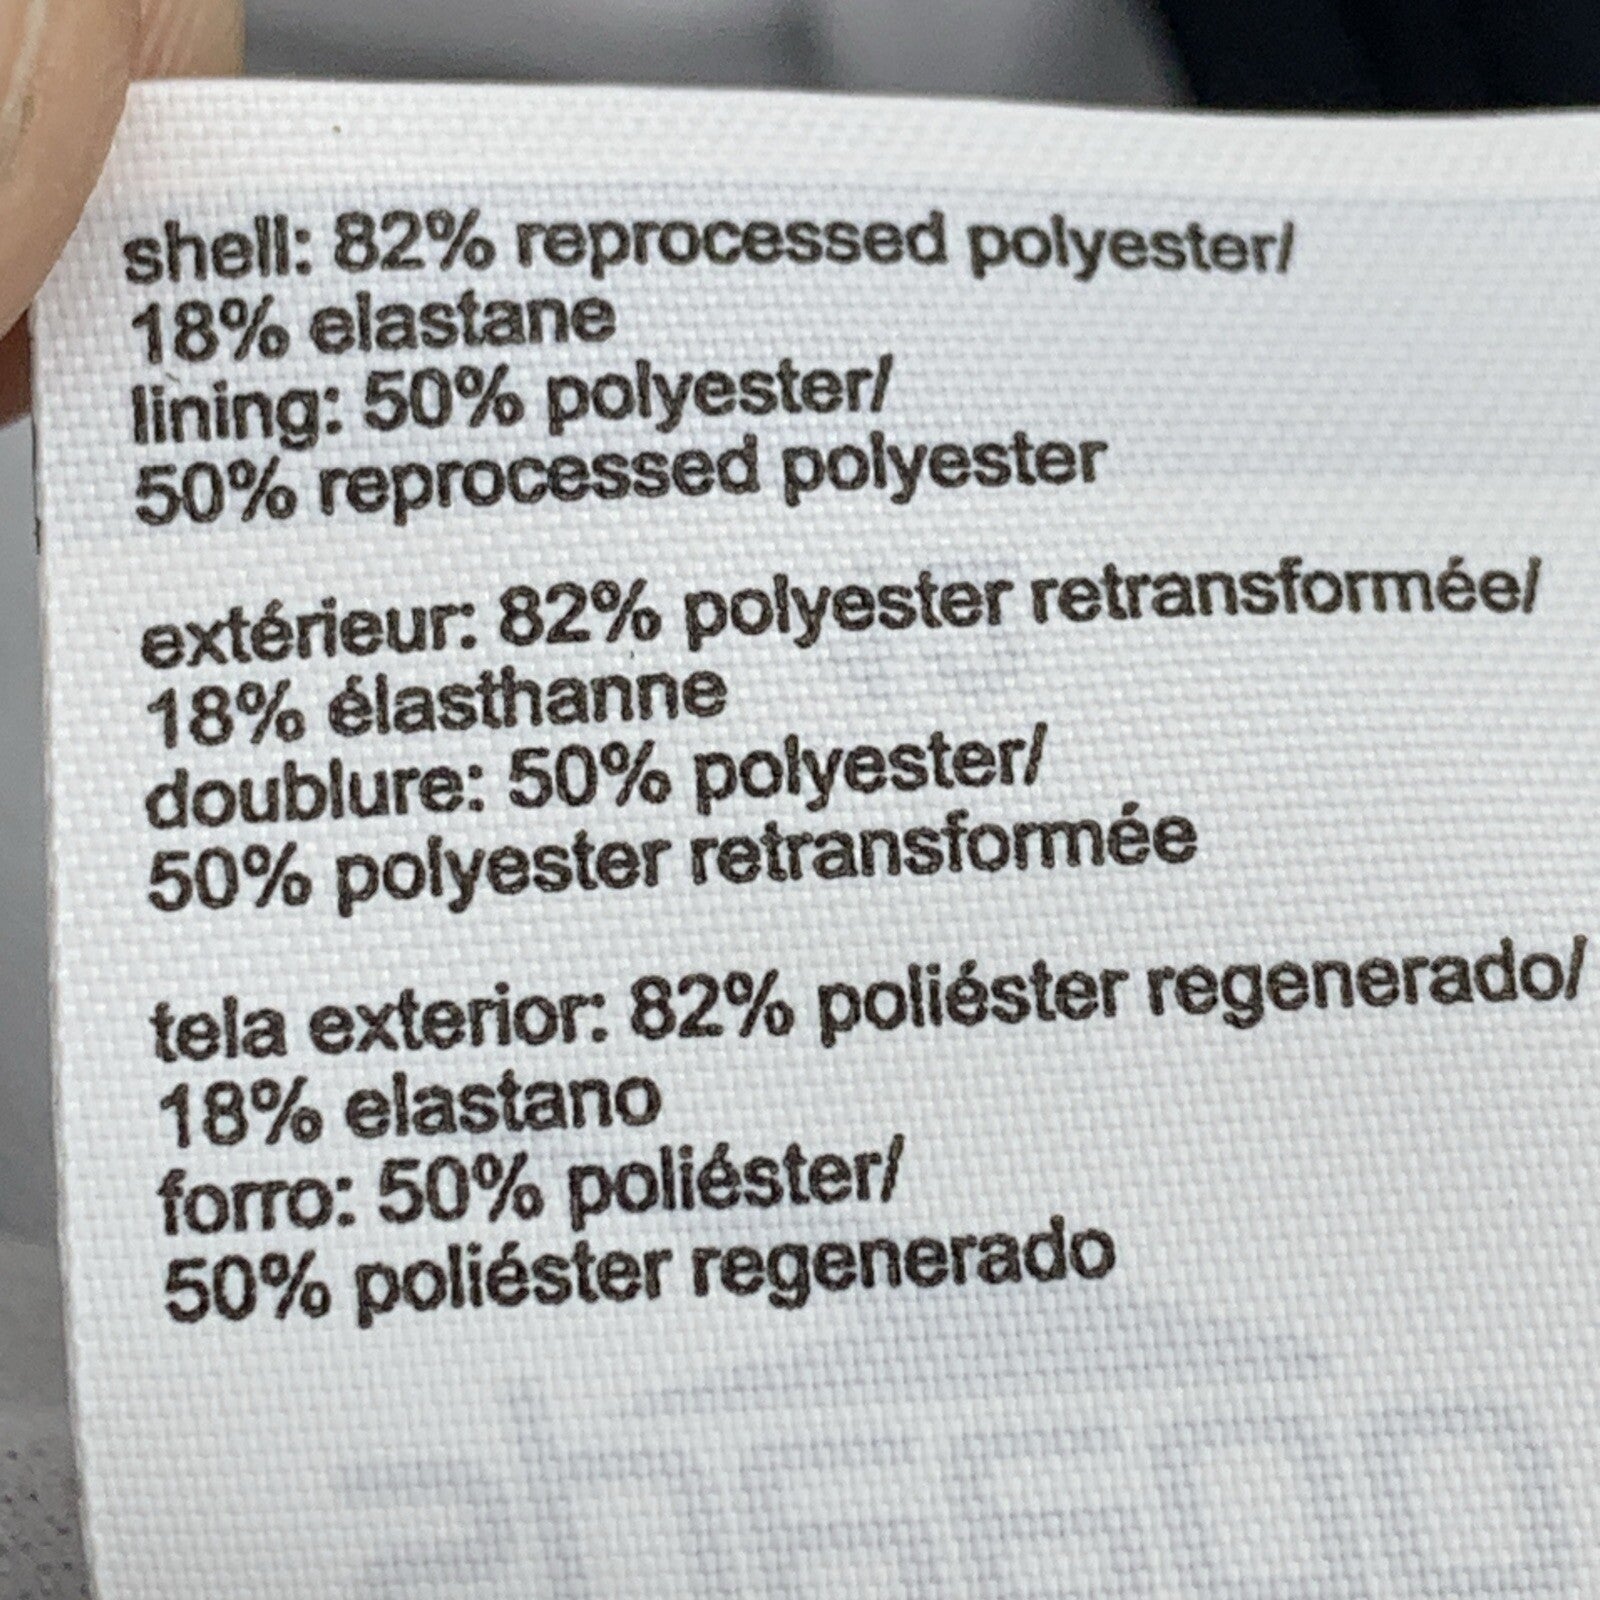 shell: 82% reprocessed polyester/
18% elastane
lining: 50% polyester/
50% reprocessed polyester
extérieur: 82% polyester retransformée/
18% élasthanne
doublure: 50% polyester/
50% polyester retransformée
tela exterior: 82% poliéster regenerado/
18% elastano
forro: 50% poliéster/
50% poliéster regenerado